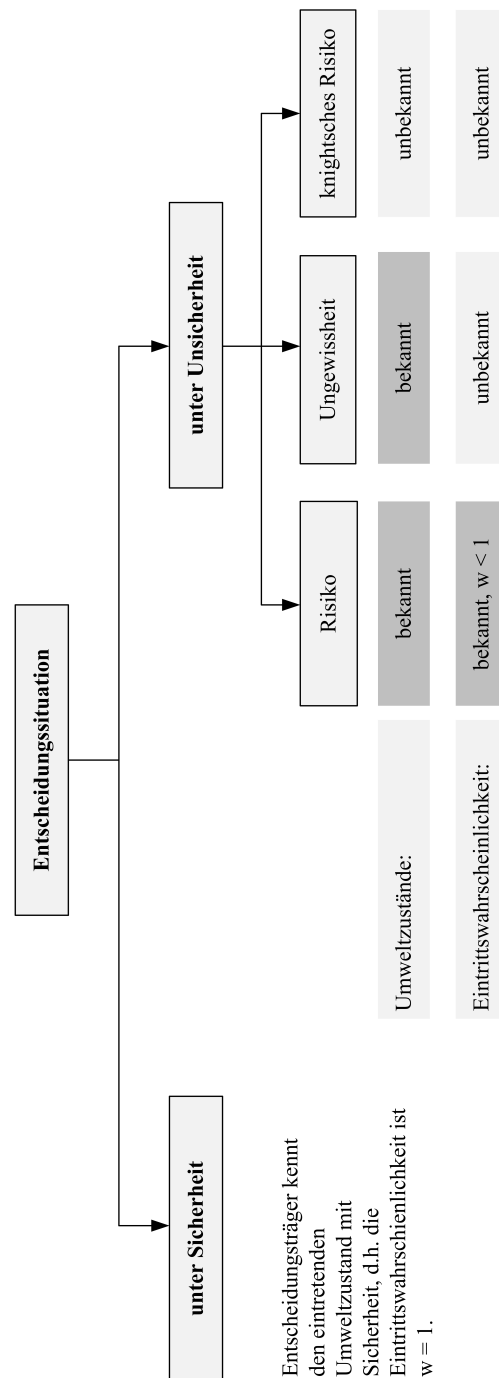 Entscheidungssituation
unter Sicherheit
unter Unsicherheit
Entscheidungsträger kennt
den eintretenden
Umweltzustand mit
Sicherheit, d.h. die
Eintrittswahrschienlichkeit ist
w = 1.
Risiko
Ungewissheit
knightsches Risiko
Umweltzustände:
bekannt
bekannt
unbekannt
Eintrittswahrscheinlichkeit:
bekannt, w < 1
unbekannt
unbekannt